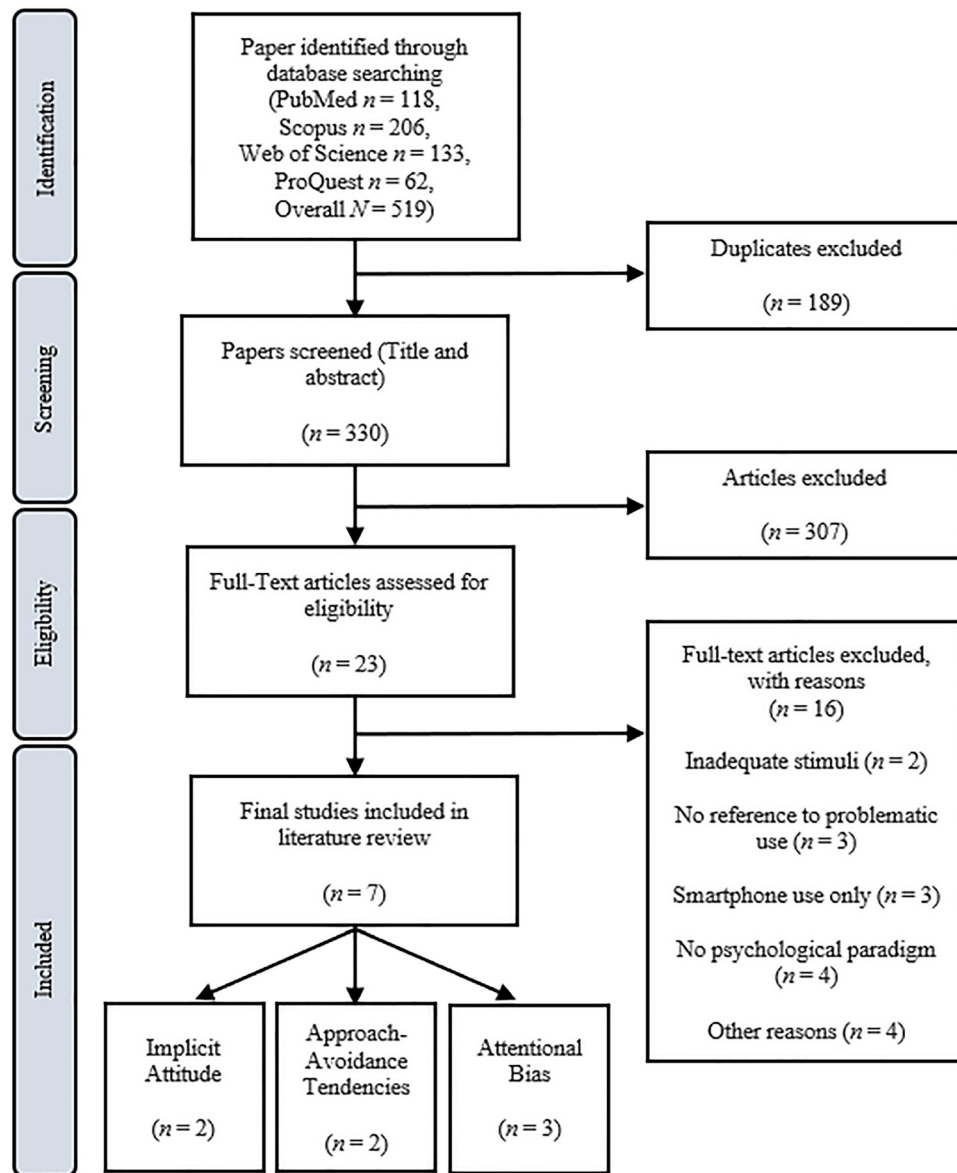 Identification
Paper identified through
database searching
(PubMed n = 118,
Scopus n = 206,
Web of Science n = 133,
ProQuest n = 62,
Overall N = 519)
Duplicates excluded
(n = 189)
Screening
Papers screened (Title and
abstract)
(n = 330)
Articles excluded
(n = 307)
Eligibility
Full-Text articles assessed for
eligibility
(n = 23)
Full-text articles excluded,
with reasons
(n = 16)
Inadequate stimuli (n = 2)
No reference to problematic
use (n = 3)
Smartphone use only (n = 3)
No psychological paradigm
(n = 4)
Other reasons (n = 4)
Included
Final studies included in
literature review
(n = 7)
Implicit
Attitude
(n = 2)
Approach-
Avoidance
Tendencies
(n = 2)
Attentional
Bias
(n = 3)